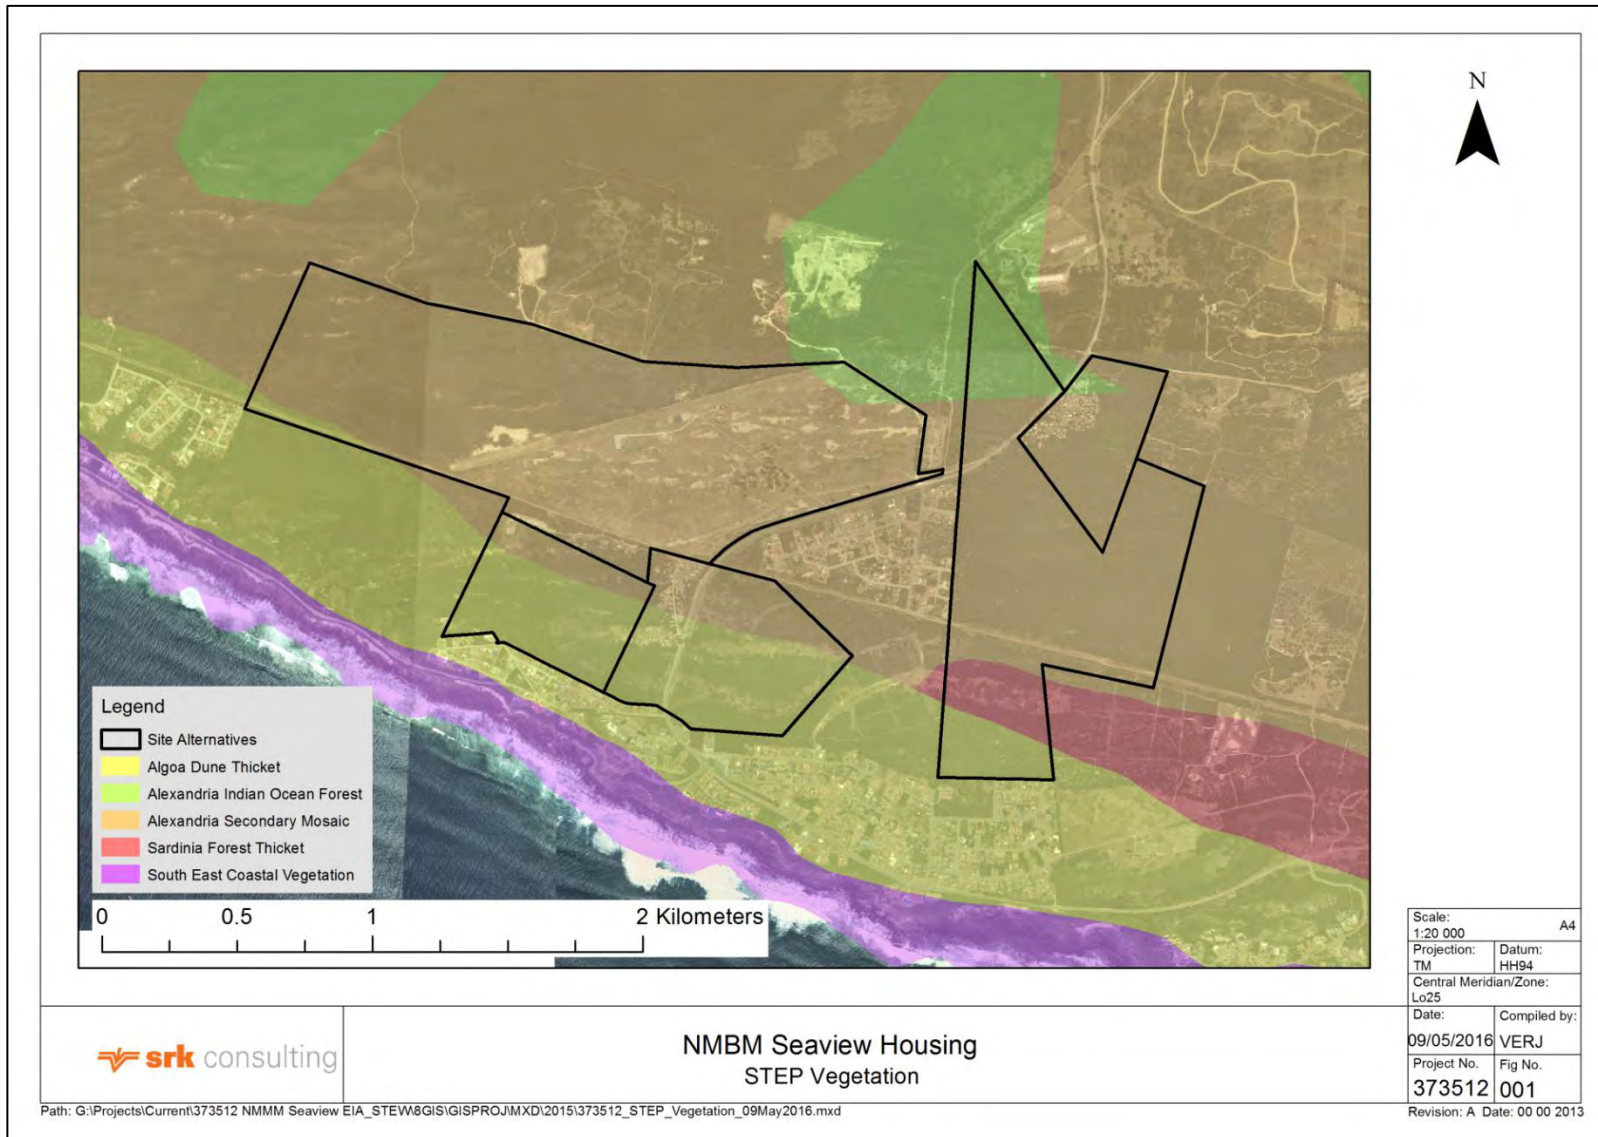 N
Legend
Site Alternatives
Algoa Dune Thicket
Alexandria Indian Ocean Forest
Alexandria Secondary Mosaic
Sardinia Forest Thicket
South East Coastal Vegetation
0 0.5 1 2 Kilometers
Scale:
1:20 000 A4
Projection: Datum:
TM HH94
Central Meridian/Zone:
Lo25
Date: Compiled by:
09/05/2016 VERJ
Project No. Fig No.
373512 001
srk consulting
NMBM Seaview Housing
STEP Vegetation
Path: G:\Projects\Current\373512 NMMM Seaview EIA_STEW\8GIS\GISPROJ\MXD\2015\373512_STEP_Vegetation_09May2016.mxd
Revision: A Date: 00 00 2013